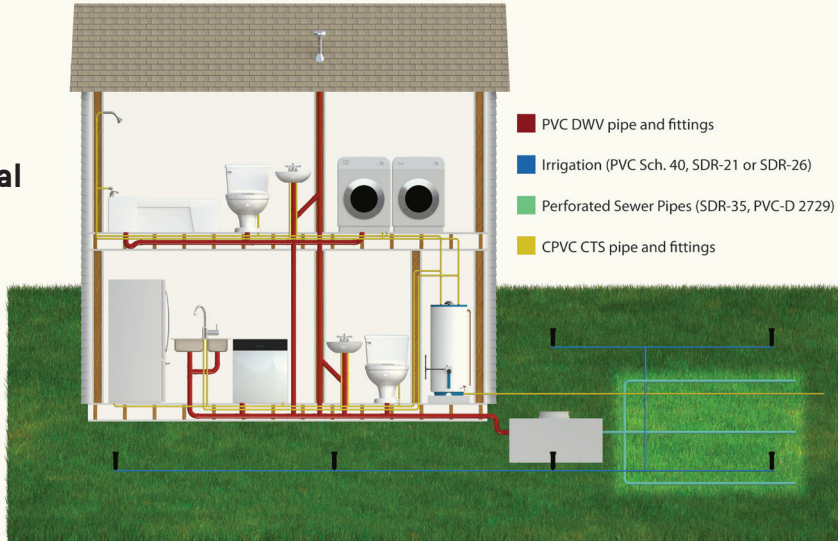 al
PVC DWV pipe and fittings
Irrigation (PVC Sch. 40, SDR-21 or SDR-26)
Perforated Sewer Pipes (SDR-35, PVC-D 2729)
CPVC CTS pipe and fittings